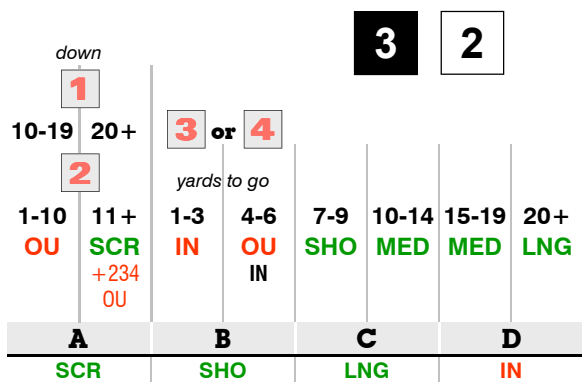 3 2
down
1
10-19 20+ 3 or 4
2 yards to go
1-10 11+ 1-3 4-6 7-9 10-14 15-19 20+
OU SCR IN OU SHO MED MED LNG
+234 IN
OU
A B C D
SCR SHO LNG IN